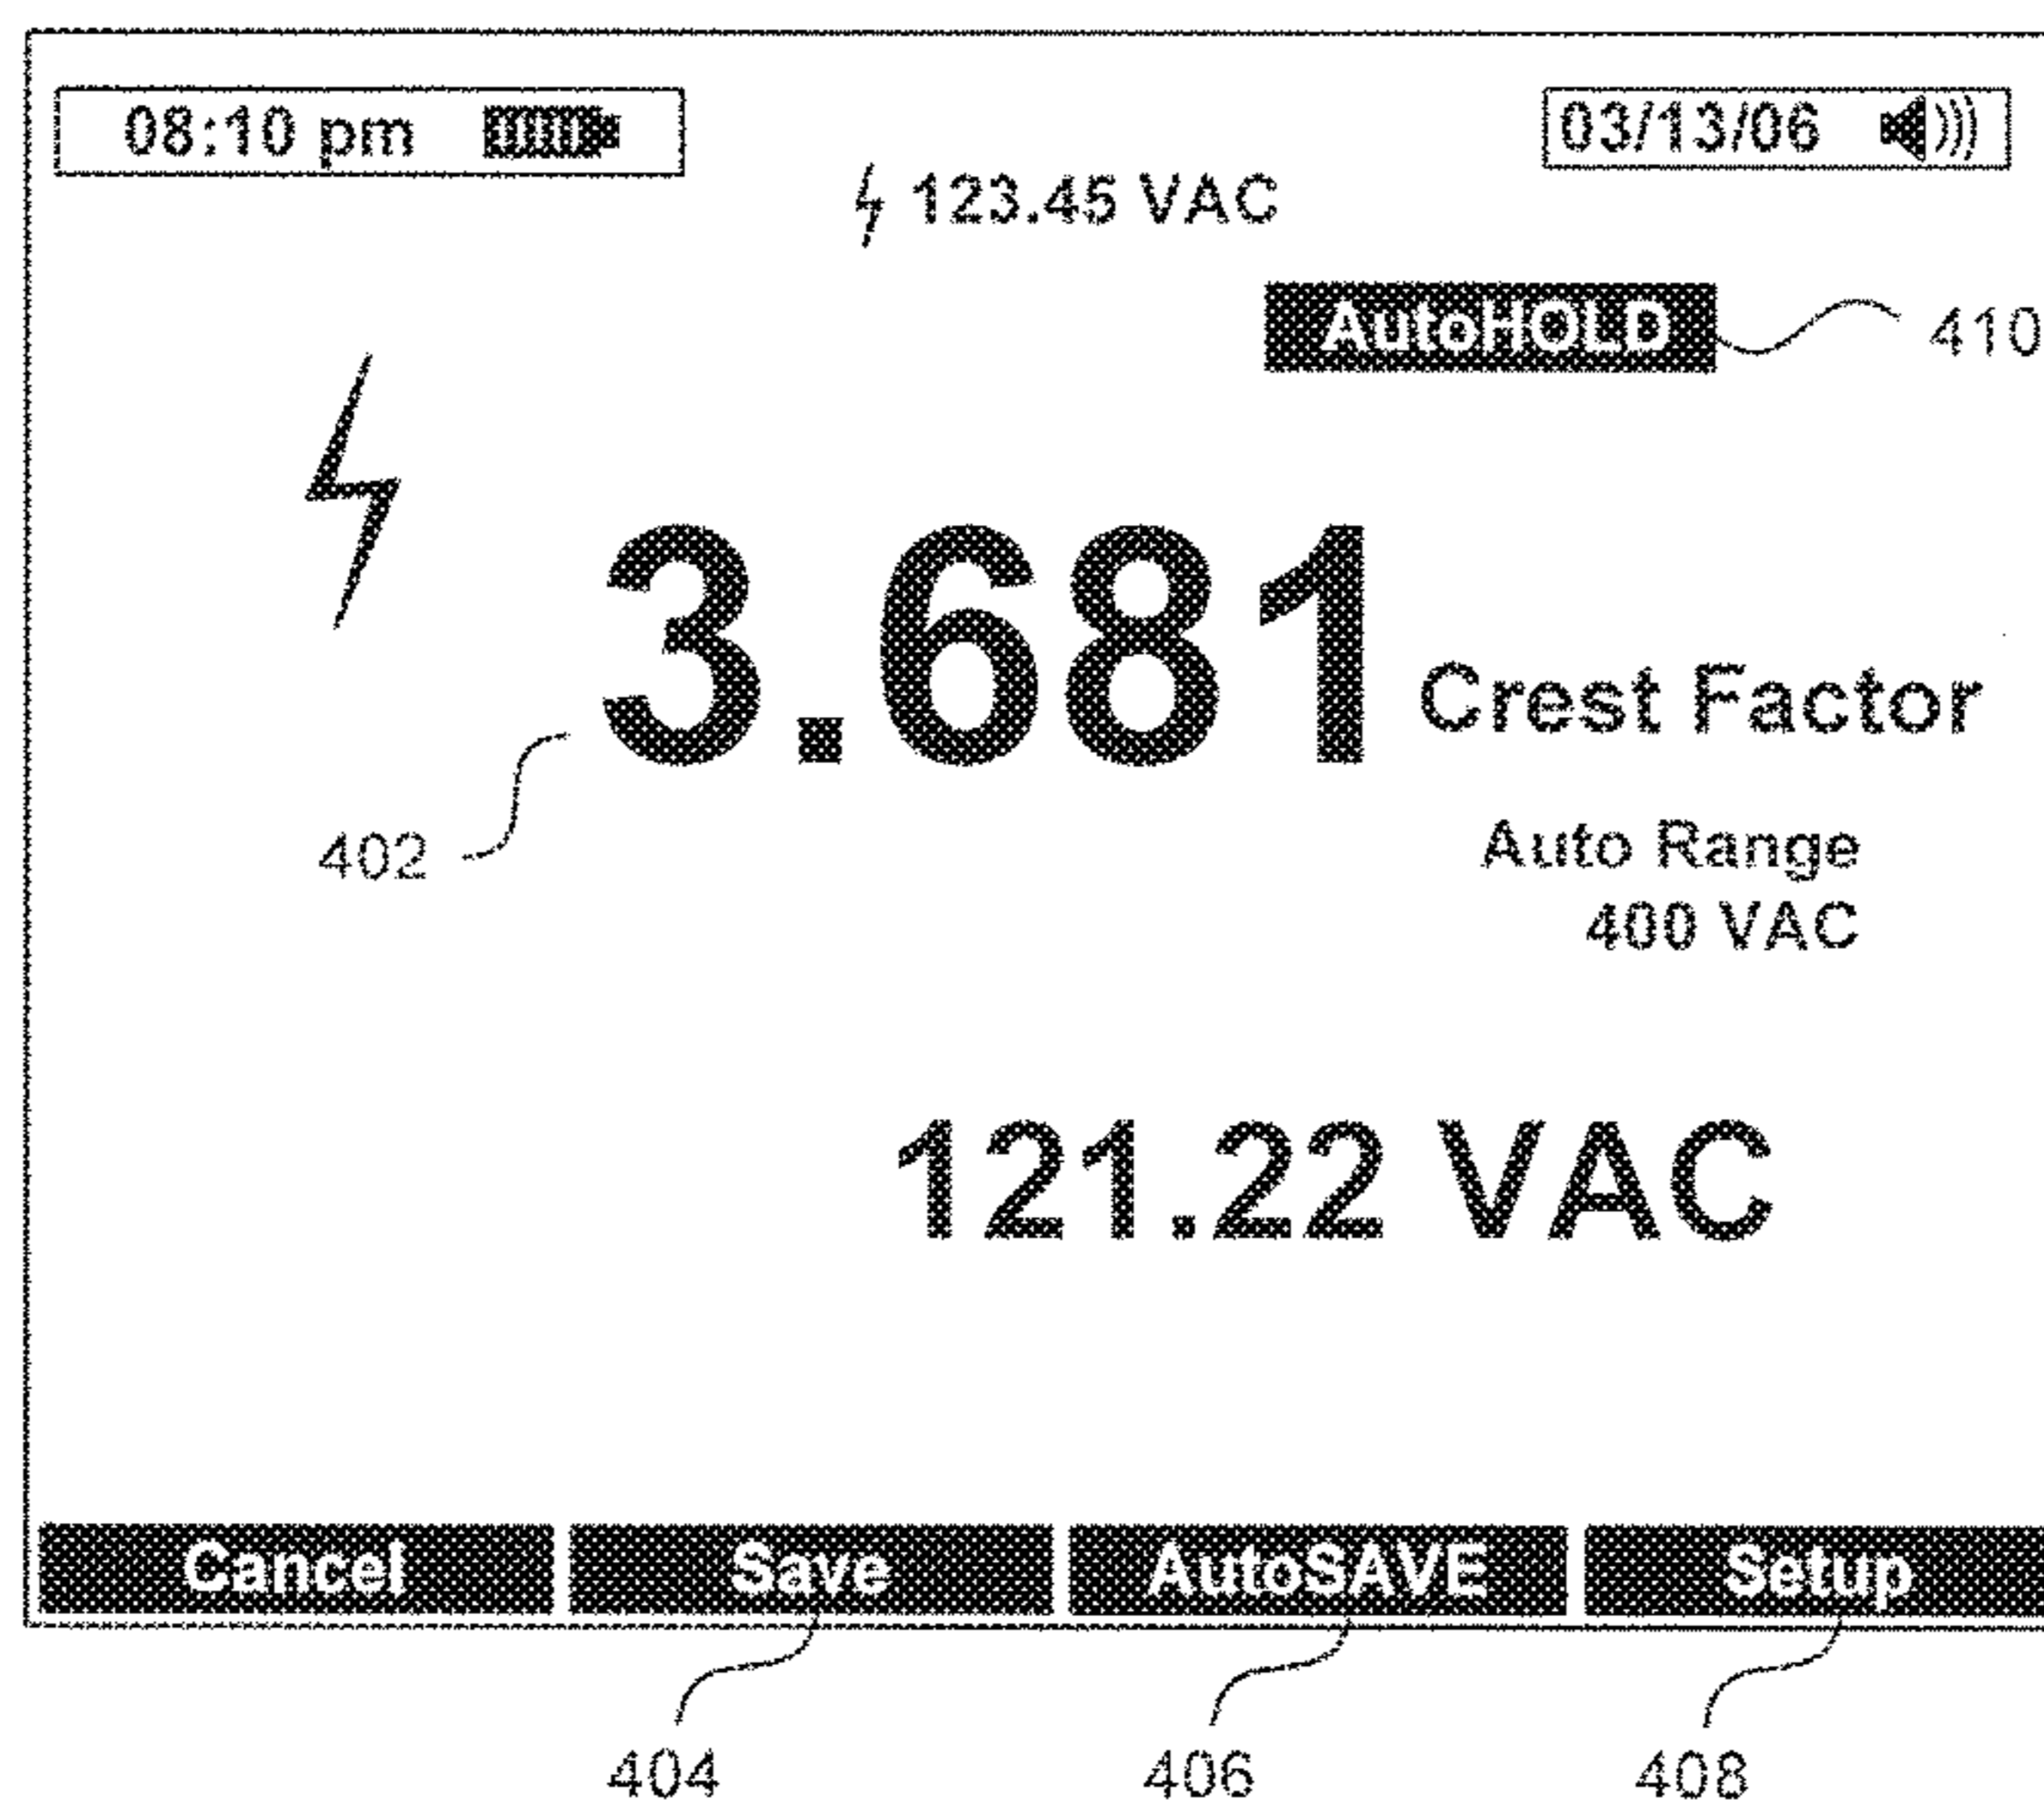 08:10 pm
03/13/06
123.45 VAC
AutoHOLD
410
3.681 Crest Factor
402
Auto Range
400 VAC
121.22 VAC
Cancel Save AutoSAVE Setup
404 406 408